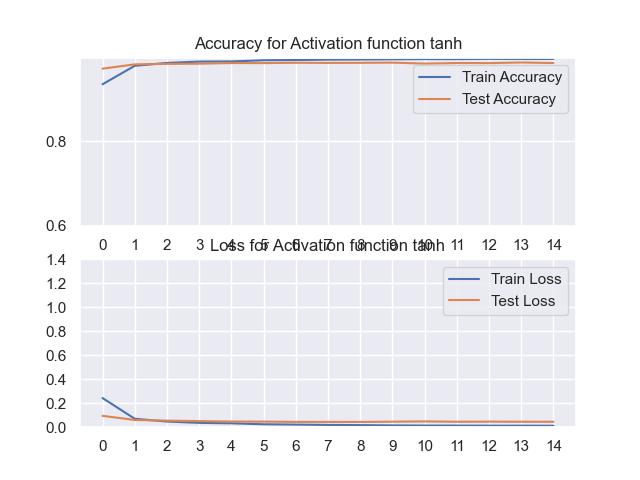 Accuracy for Activation function tanh
Train Accuracy
Test Accuracy
0.8
0.6
0 1 2 3 4 5 6 7 8 9 10 11 12 13 14
Loss for Activation function tanh
1.4
Train Loss
1.2
Test Loss
1.0
0.8
0.6
0.4
0.2
0.0
0 1 2 3 4 5 6 7 8 9 10 11 12 13 14